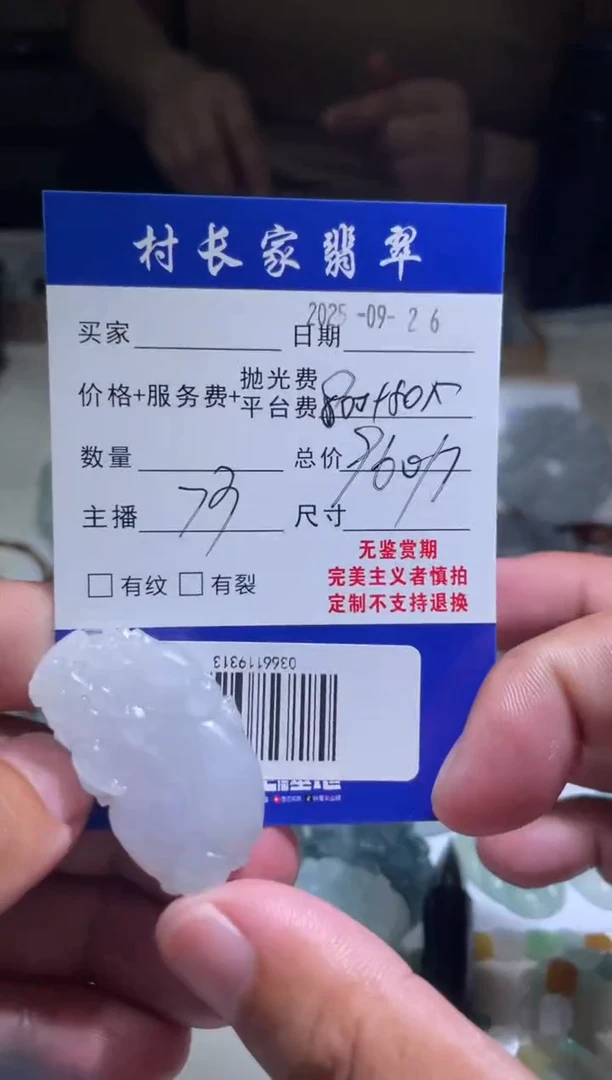 村长家翡翠
2025-09-26
买家 日期
价格+服务费+抛光费
平台费
数量 总价
主播 尺寸
无鉴赏期
完美主义者慎拍
定制不支持退换
□有纹 □有裂
0366119313